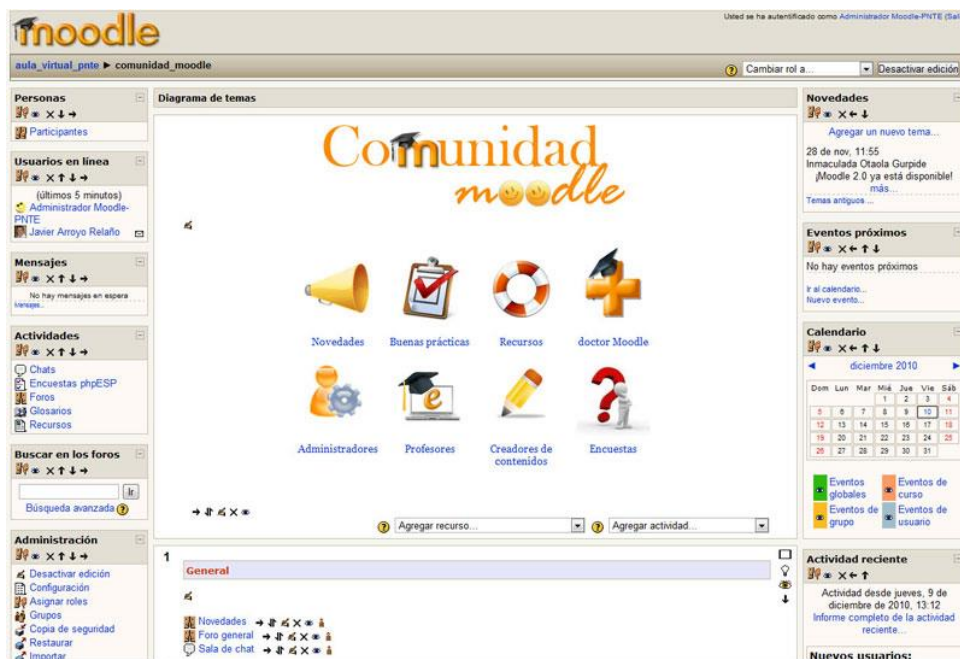 moodle
Usted se ha autentificado como Administrador Moodle-PNTE (Sali
aula_virtual_pnte ► comunidad_moodle
Cambiar rol a...
Desactivar edición
Personas
Participantes
Usuarios en línea
(últimos 5 minutos)
Administrador Moodle-
PNTE
Javier Arroyo Relaño
Mensajes
No hay mensajes en espera
Mensajes...
Actividades
Chats
Encuestas phpESP
Foros
Glosarios
Recursos
Buscar en los foros
Ir
Búsqueda avanzada
Administración
Desactivar edición
Configuración
Asignar roles
Grupos
Copia de seguridad
Restaurar
Importar
Diagrama de temas
Comunidad
moodle
Novedades
Buenas prácticas
Recursos
doctor Moodle
Administradores
Profesores
Creadores de
contenidos
Encuestas
Agregar recurso...
Agregar actividad...
1
General
Novedades
Foro general
Sala de chat
Novedades
Agregar un nuevo tema...
28 de nov, 11:55
Inmaculada Otaola Gurpide
¡Moodle 2.0 ya está disponible!
más...
Temas antiguos ...
Eventos próximos
No hay eventos próximos
Ir al calendario...
Nuevo evento...
Calendario
◄ diciembre 2010 ►
Dom Lun Mar Mié Jue Vie Sáb
1 2 3 4
5 6 7 8 9 10 11
12 13 14 15 16 17 18
19 20 21 22 23 24 25
26 27 28 29 30 31
Eventos globales
Eventos de curso
Eventos de grupo
Eventos de usuario
Actividad reciente
Actividad desde jueves, 9 de
diciembre de 2010, 13:12
Informe completo de la actividad
reciente...
Nuevos usuarios: